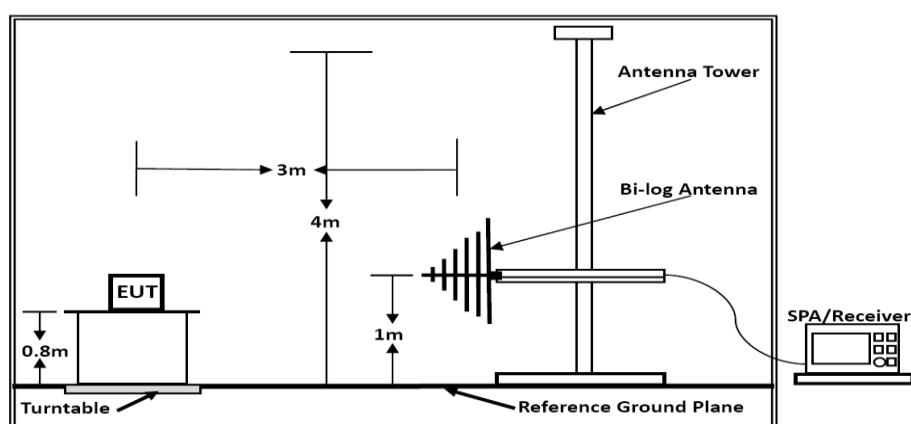 Antenna Tower
3m
Bi-log Antenna
4m
EUT
SPA/Receiver
0.8m
1m
Turntable
Reference Ground Plane